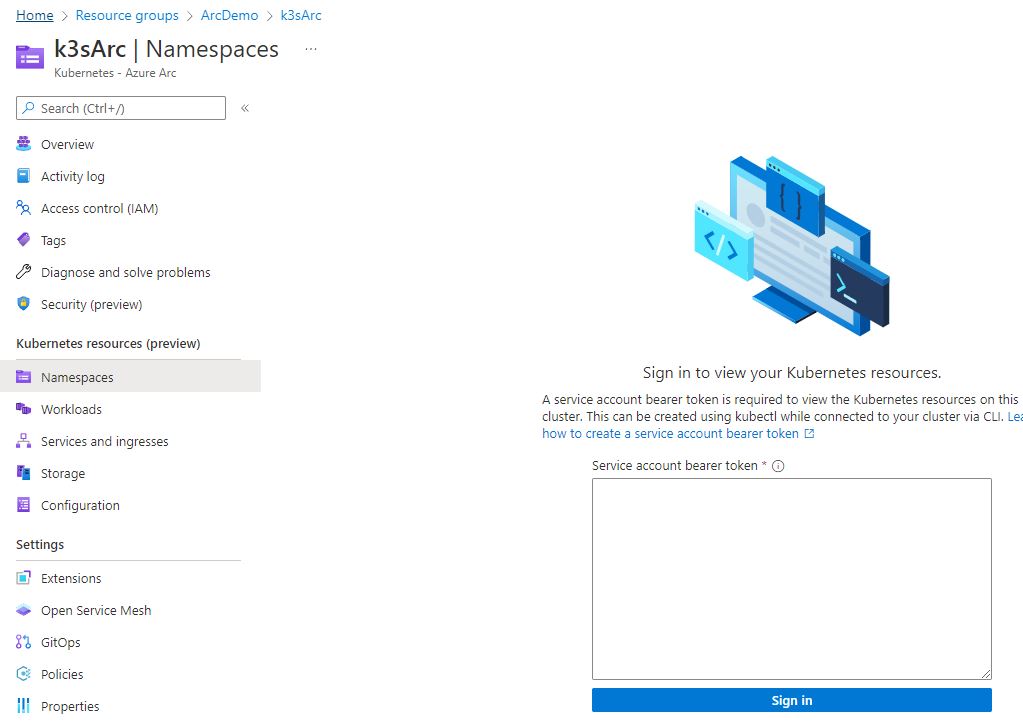 Home > Resource groups > ArcDemo > k3sArc
k3sArc | Namespaces ...
Kubernetes - Azure Arc
Search (Ctrl+/) «
Overview
Activity log
Access control (IAM)
Tags
Diagnose and solve problems
Security (preview)
Kubernetes resources (preview)
Namespaces
Workloads
Services and ingresses
Storage
Configuration
Settings
Extensions
Open Service Mesh
GitOps
Policies
Properties
{ }
</>
>_
Sign in to view your Kubernetes resources.
A service account bearer token is required to view the Kubernetes resources on this
cluster. This can be created using kubectl while connected to your cluster via CLI.
how to create a service account bearer token
Service account bearer token *
Sign in